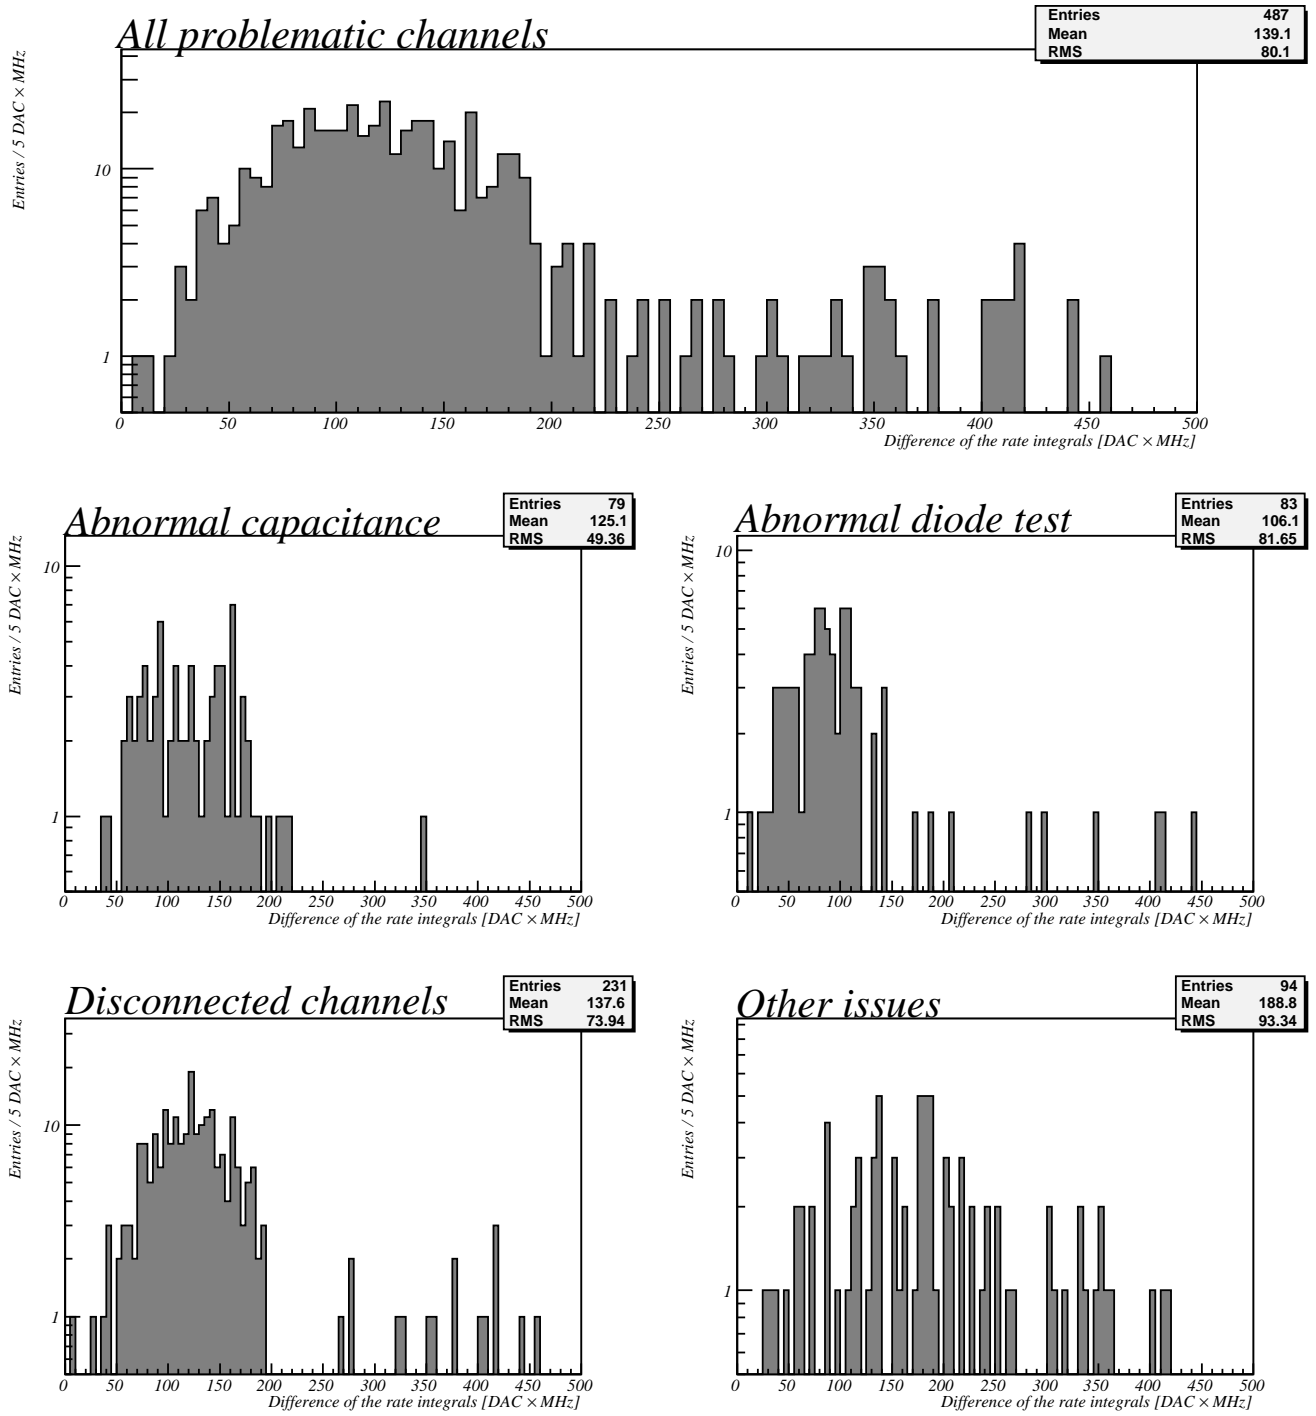 All problematic channels
Entries 487
Mean 139.1
RMS 80.1
Entries / 5 DAC × MHz
10
1
0 50 100 150 200 250 300 350 400 450 500
Difference of the rate integrals [DAC × MHz]
Abnormal capacitance
Entries 79
Mean 125.1
RMS 49.36
Entries / 5 DAC × MHz
10
1
0 50 100 150 200 250 300 350 400 450 500
Difference of the rate integrals [DAC × MHz]
Abnormal diode test
Entries 83
Mean 106.1
RMS 81.65
Entries / 5 DAC × MHz
10
1
0 50 100 150 200 250 300 350 400 450 500
Difference of the rate integrals [DAC × MHz]
Disconnected channels
Entries 231
Mean 137.6
RMS 73.94
Entries / 5 DAC × MHz
10
1
0 50 100 150 200 250 300 350 400 450 500
Difference of the rate integrals [DAC × MHz]
Other issues
Entries 94
Mean 188.8
RMS 93.34
Entries / 5 DAC × MHz
1
0 50 100 150 200 250 300 350 400 450 500
Difference of the rate integrals [DAC × MHz]